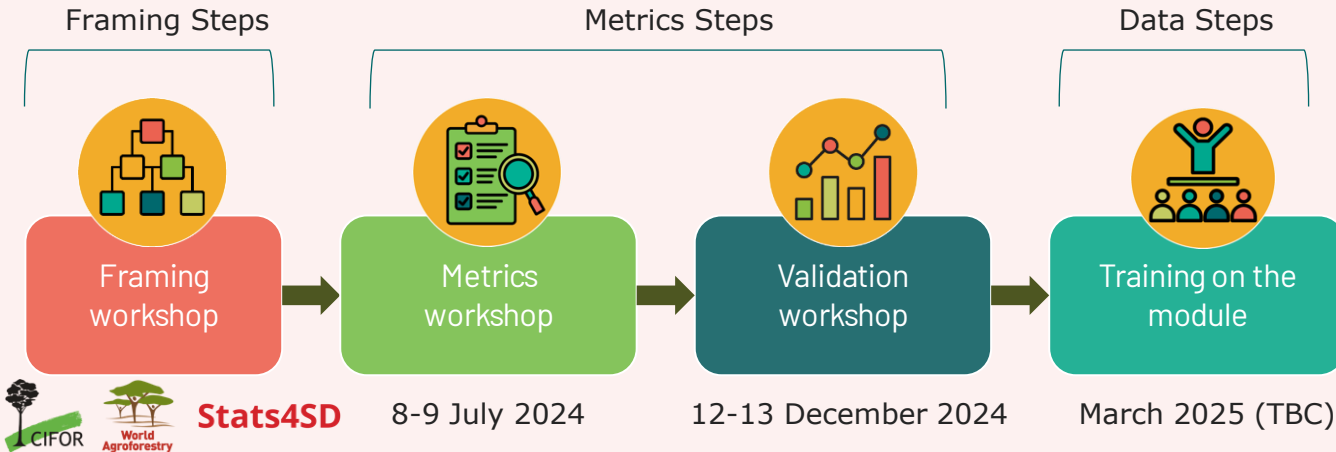 Framing Steps
Metrics Steps
Data Steps
Framing
workshop
Metrics
workshop
Validation
workshop
Training on the
module
CIFOR
World
Agroforestry
Stats4SD
8-9 July 2024
12-13 December 2024
March 2025 (TBC)